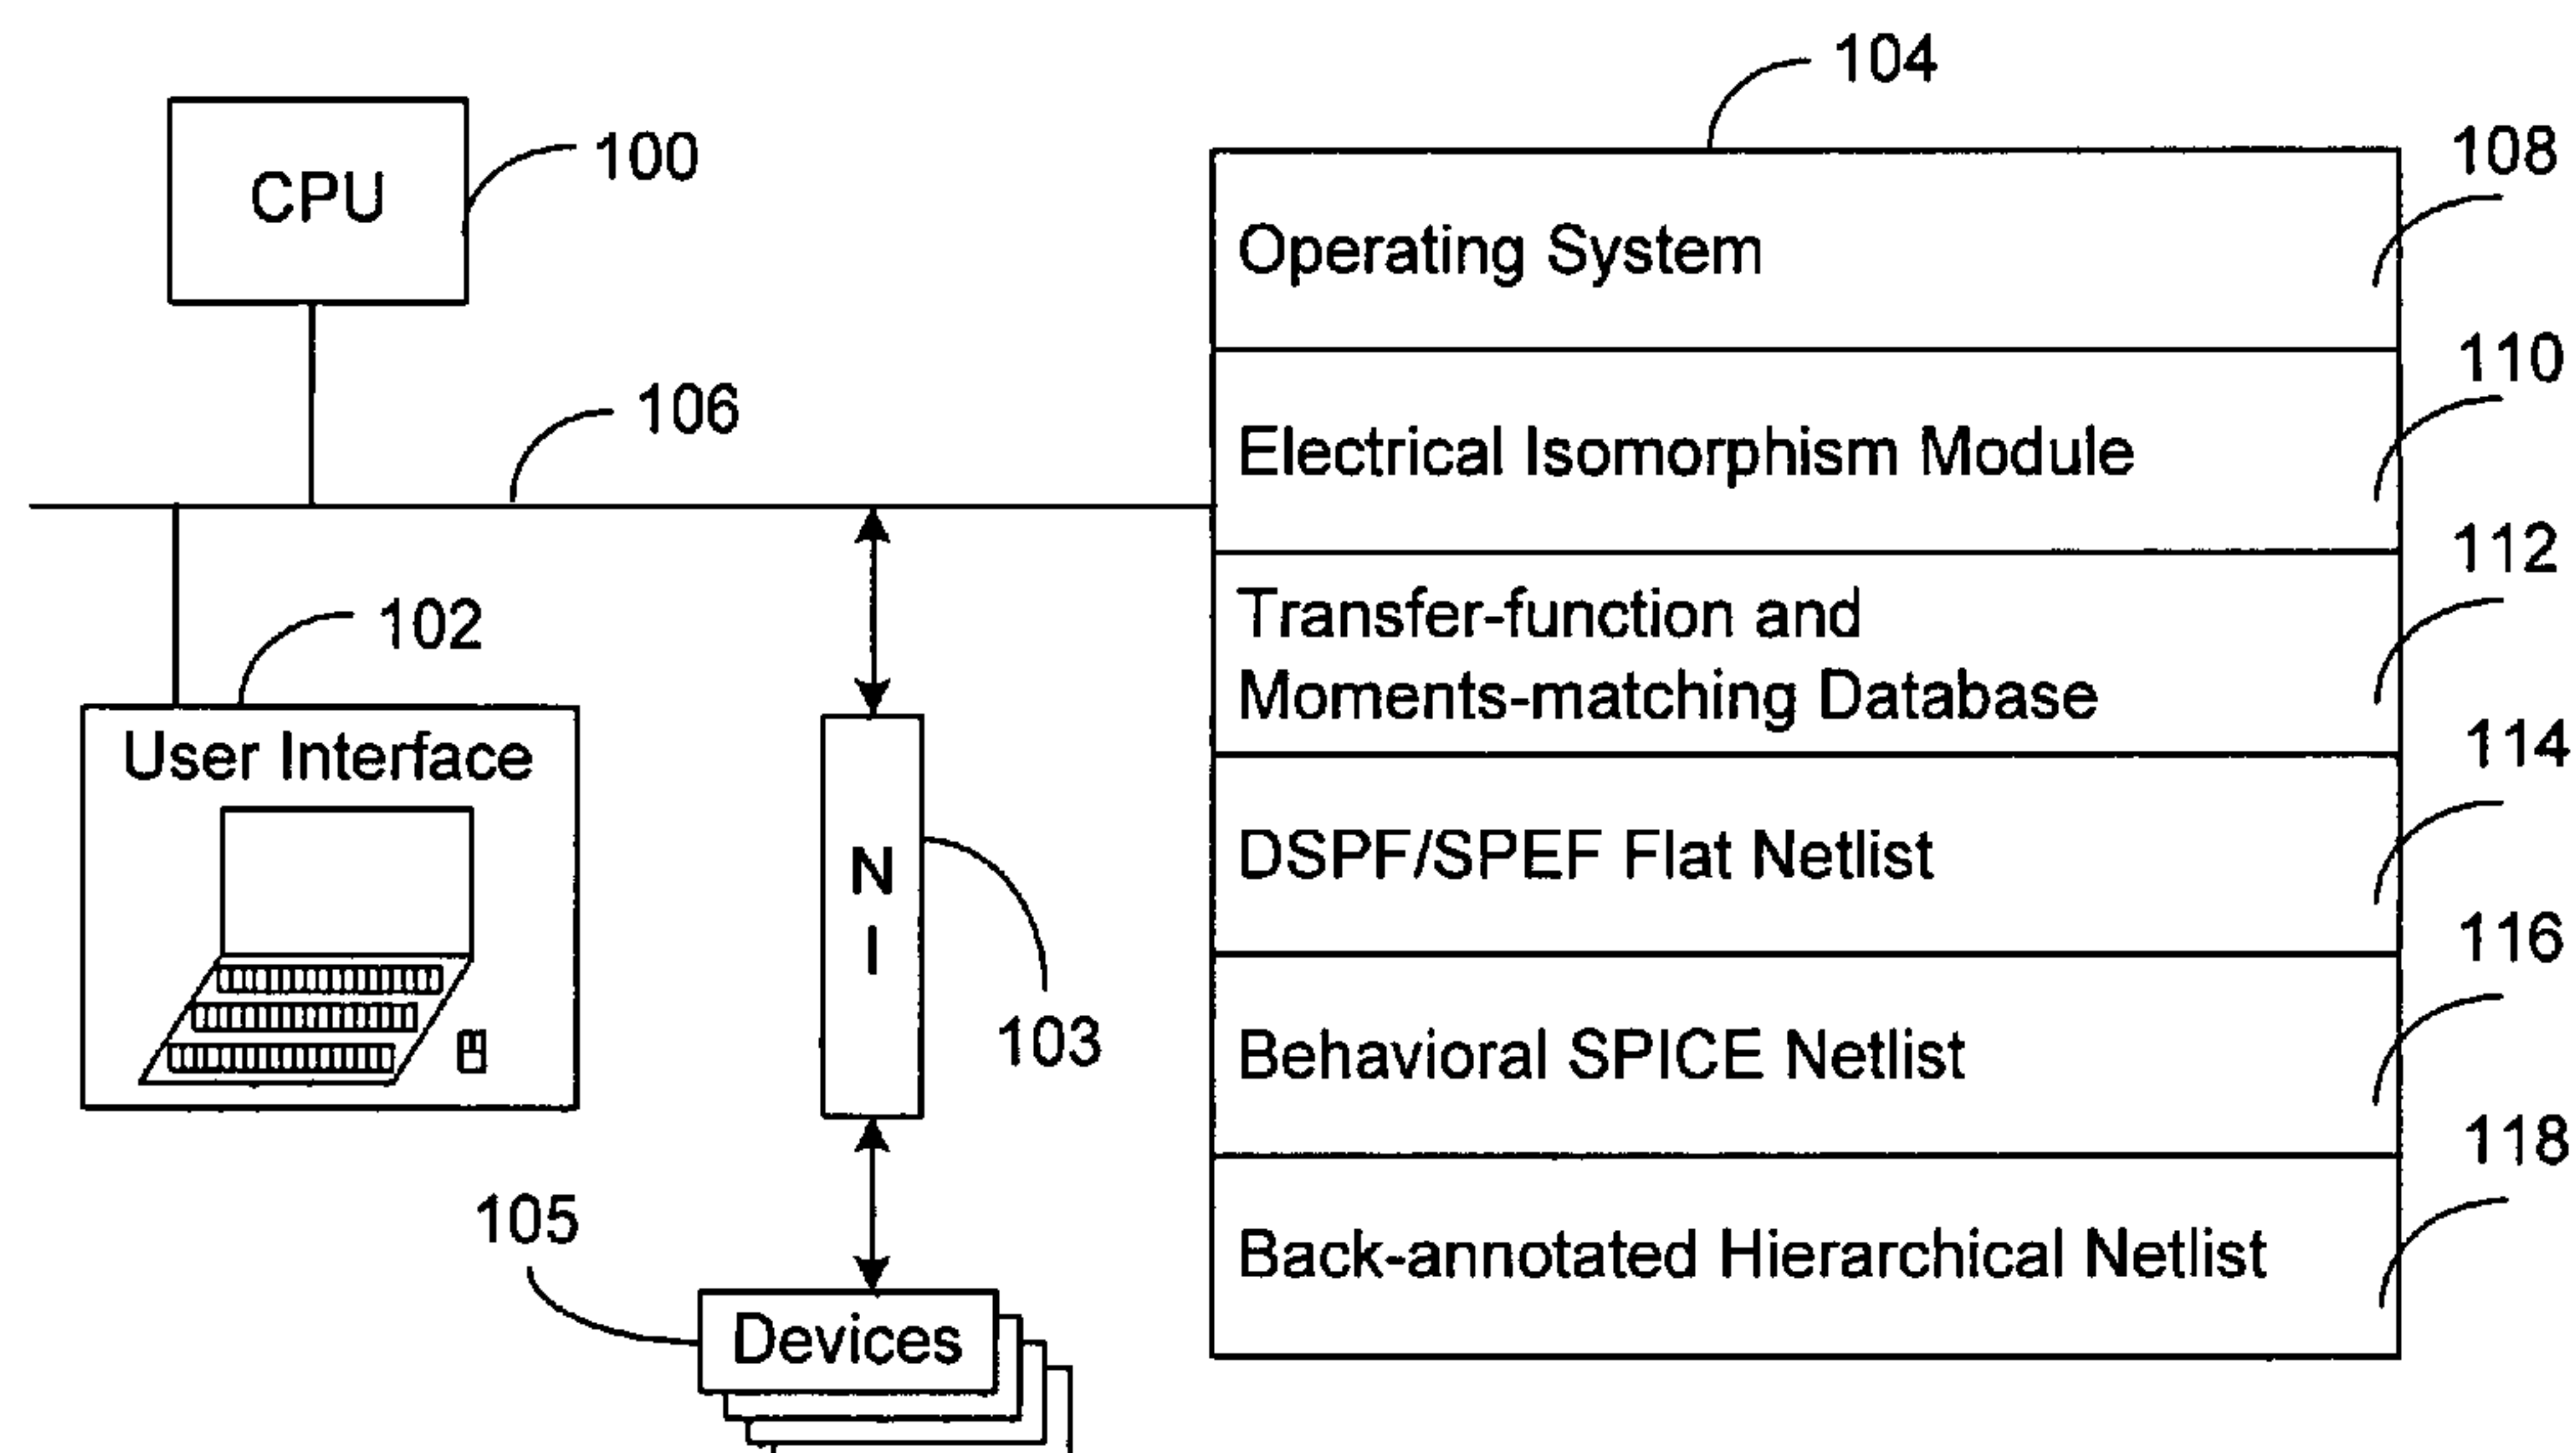 104
CPU
100
108
Operating System
110
106
Electrical Isomorphism Module
112
Transfer-function and
Moments-matching Database
102
User Interface
114
N
I
DSPF/SPEF Flat Netlist
116
103
Behavioral SPICE Netlist
118
105
Back-annotated Hierarchical Netlist
Devices